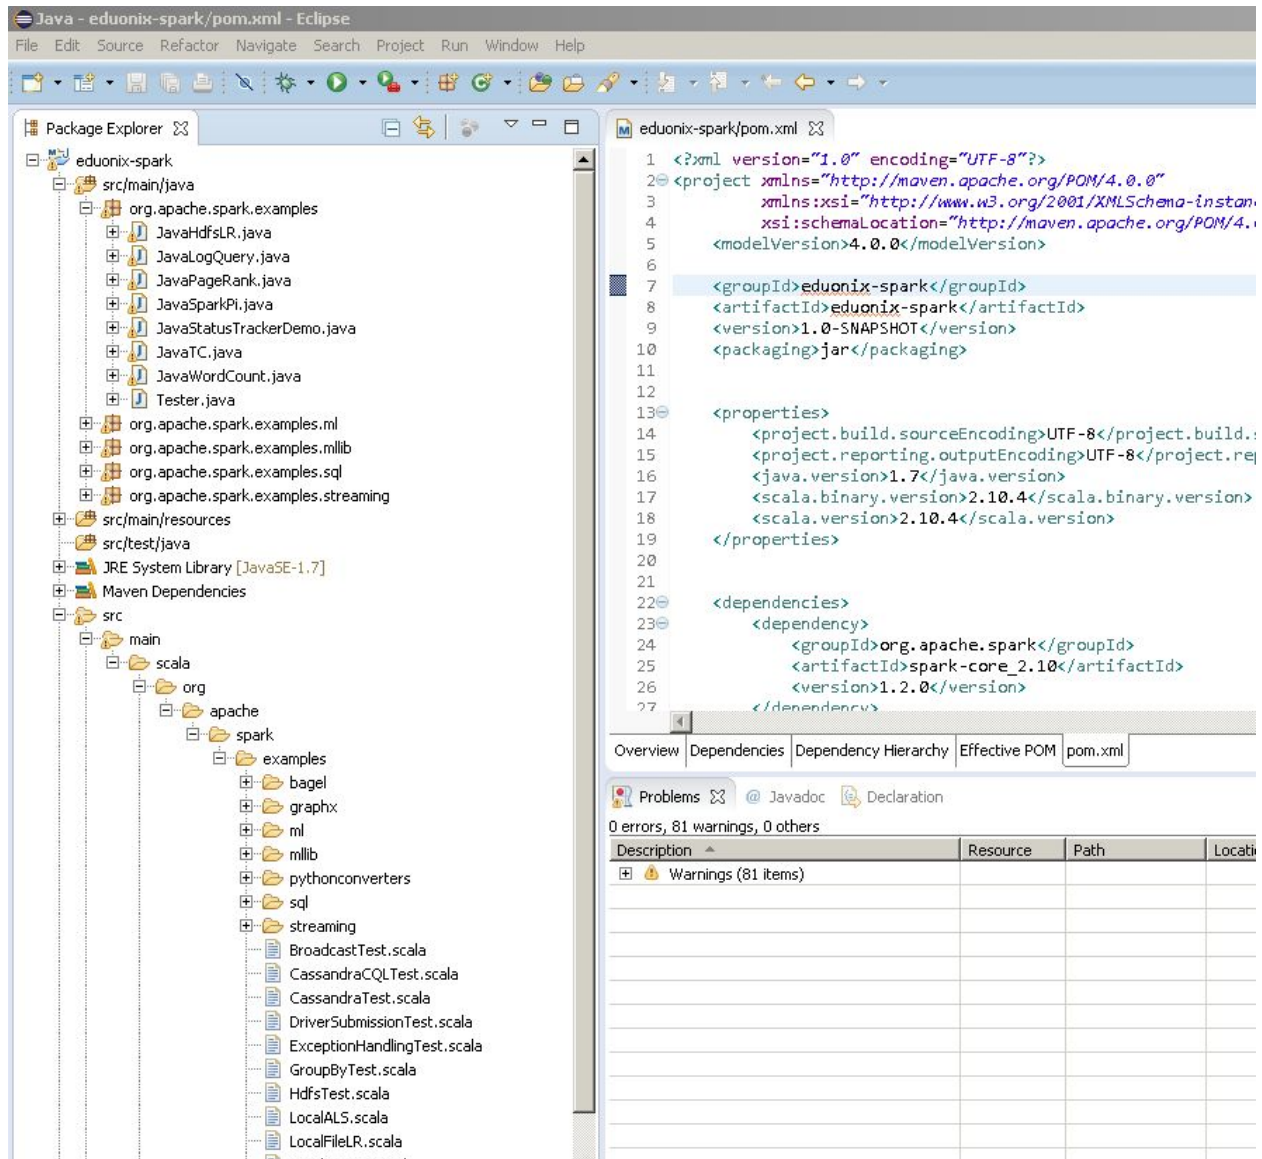 Java - eduonix-spark/pom.xml - Eclipse
File Edit Source Refactor Navigate Search Project Run Window Help
Package Explorer
eduonix-spark
src/main/java
org.apache.spark.examples
JavaHdfsLR.java
JavaLogQuery.java
JavaPageRank.java
JavaSparkPi.java
JavaStatusTrackerDemo.java
JavaTC.java
JavaWordCount.java
Tester.java
org.apache.spark.examples.ml
org.apache.spark.examples.mllib
org.apache.spark.examples.sql
org.apache.spark.examples.streaming
src/main/resources
src/test/java
JRE System Library [JavaSE-1.7]
Maven Dependencies
src
main
scala
org
apache
spark
examples
bagel
graphx
ml
mllib
pythonconverters
sql
streaming
BroadcastTest.scala
CassandraCQLTest.scala
CassandraTest.scala
DriverSubmissionTest.scala
ExceptionHandlingTest.scala
GroupByTest.scala
HdfsTest.scala
LocalALS.scala
LocalFileLR.scala
eduonix-spark/pom.xml
1 <?xml version="1.0" encoding="UTF-8"?>
2 <project xmlns="http://maven.apache.org/POM/4.0.0"
3 xmlns:xsi="http://www.w3.org/2001/XMLSchema-instan
4 xsi:schemaLocation="http://maven.apache.org/POM/4.
5 <modelVersion>4.0.0</modelVersion>
6
7 <groupId>eduonix-spark</groupId>
8 <artifactId>eduonix-spark</artifactId>
9 <version>1.0-SNAPSHOT</version>
10 <packaging>jar</packaging>
11
12
13 <properties>
14 <project.build.sourceEncoding>UTF-8</project.build.
15 <project.reporting.outputEncoding>UTF-8</project.rep
16 <java.version>1.7</java.version>
17 <scala.binary.version>2.10.4</scala.binary.version>
18 <scala.version>2.10.4</scala.version>
19 </properties>
20
21
22 <dependencies>
23 <dependency>
24 <groupId>org.apache.spark</groupId>
25 <artifactId>spark-core_2.10</artifactId>
26 <version>1.2.0</version>
27 </dependency>
Overview Dependencies Dependency Hierarchy Effective POM pom.xml
Problems @ Javadoc Declaration
0 errors, 81 warnings, 0 others
Description Resource Path Locati
Warnings (81 items)